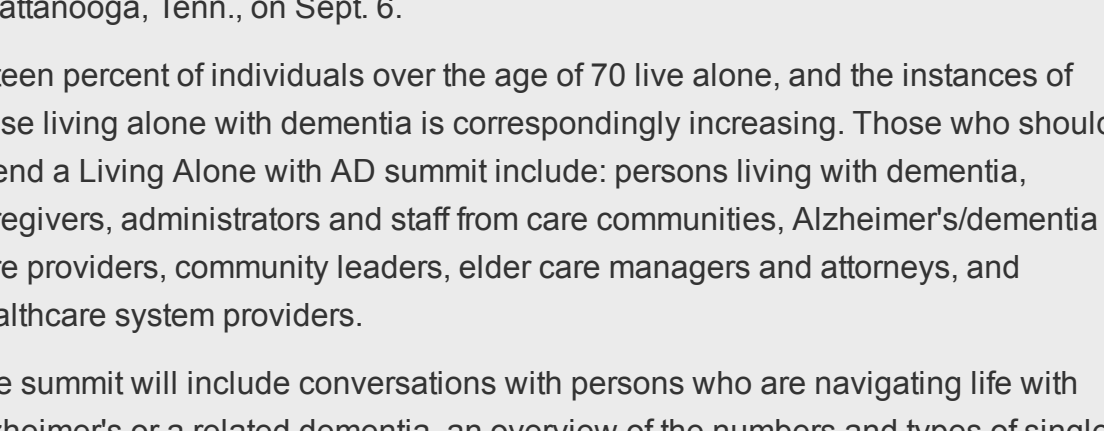 attanooga, Tenn., on Sept. 6.
teen percent of individuals over the age of 70 live alone, and the instances of
se living alone with dementia is correspondingly increasing. Those who should
end a Living Alone with AD summit include: persons living with dementia,
regivers, administrators and staff from care communities, Alzheimer's/dementia
re providers, community leaders, elder care managers and attorneys, and
althcare system providers.
e summit will include conversations with persons who are navigating life with
zheimer's or a related dementia, an overview of the numbers and types of single